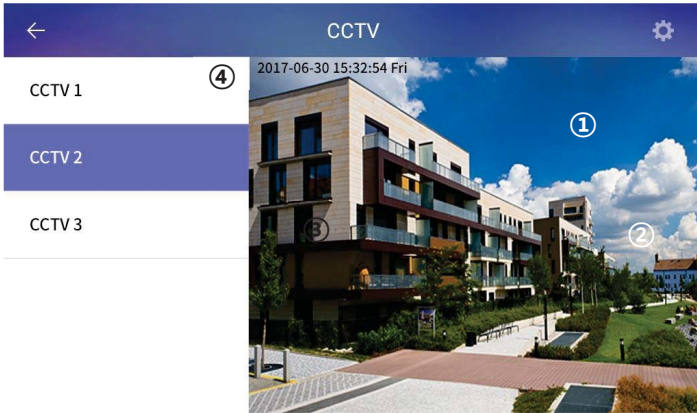 CCTV
④
2017-06-30 15:32:54 Fri
CCTV 1
①
CCTV 2
CCTV 3
③
②